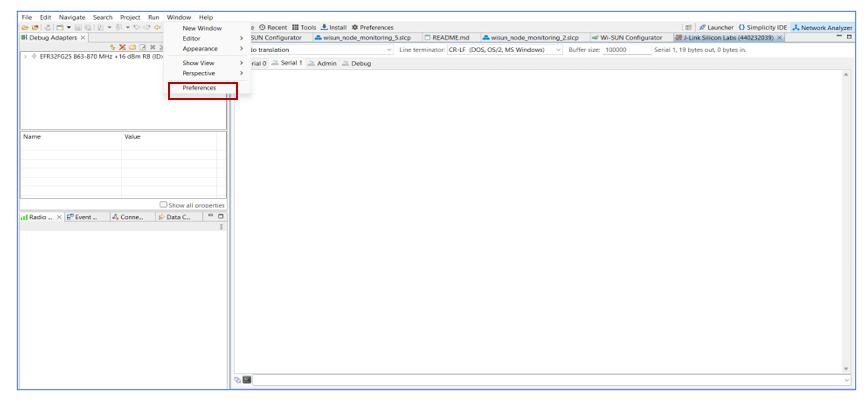 File Edit Navigate Search Project Run Window Help
Recent Tools Install Preferences
Launcher Simplicity IDE Network Analyzer
Debug Adapters
New Window
Editor
Appearance
Show View
Perspective
Preferences
SUN Configurator wisun_node_monitoring_5.slcp README.md wisun_node_monitoring_2.slcp Wi-SUN Configurator J-Link Silicon Labs (440232039)
translation Line terminator: CR-LF (DOS, OS/2, MS Windows) Buffer size: 100000 Serial 1, 19 bytes out, 0 bytes in.
EFR32FG25 863-870 MHz +16 dBm RB (ID:
rial 0 Serial 1 Admin Debug
Name Value
Show all properties
Radio ... Event ... Conne... Data C...